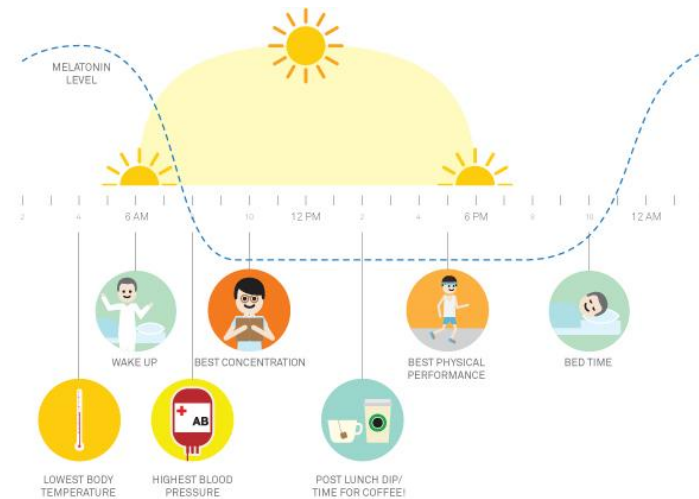 MELATONIN
LEVEL
2 4 6 AM 10 12 PM 2 4 6 PM 8 10 12 AM
WAKE UP
BEST CONCENTRATION
BEST PHYSICAL
PERFORMANCE
BED TIME
AB
LOWEST BODY
TEMPERATURE
HIGHEST BLOOD
PRESSURE
POST LUNCH DIP/
TIME FOR COFFEE!